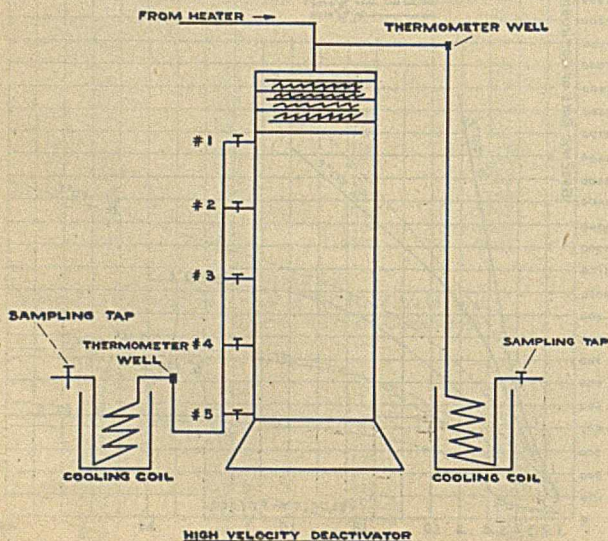 FROM HEATER →
THERMOMETER WELL
#1
#2
#3
#4
#5
SAMPLING TAP
THERMOMETER
WELL
SAMPLING TAP
COOLING COIL
COOLING COIL
HIGH VELOCITY DEACTIVATOR